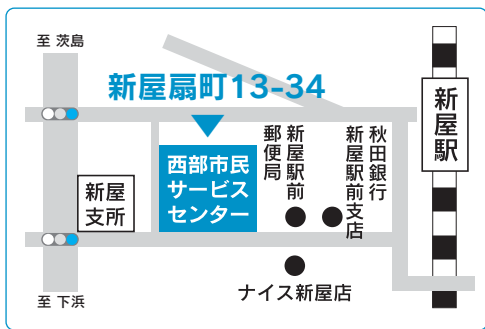 至 茨島
新屋扇町13-34
新屋駅
西部市民
サービス
センター
新屋
支所
新屋駅前
郵便局
秋田銀行
新屋駅前支店
ナイス新屋店
至 下浜